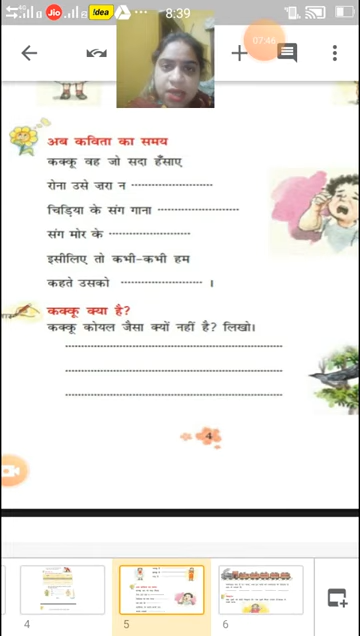 4G Jio idea 8:39
07:46
अब कविता का समय
कक्कू वह जो सदा हँसाए
रोना उसे ज़रा न ........................
चिड़िया के संग गाना ........................
संग मोर के ........................
इसीलिए तो कभी-कभी हम
कहते उसको ........................ ।
कक्कू क्या है?
कक्कू कोयल जैसा क्यों नहीं है? लिखो।
4
4 5 6